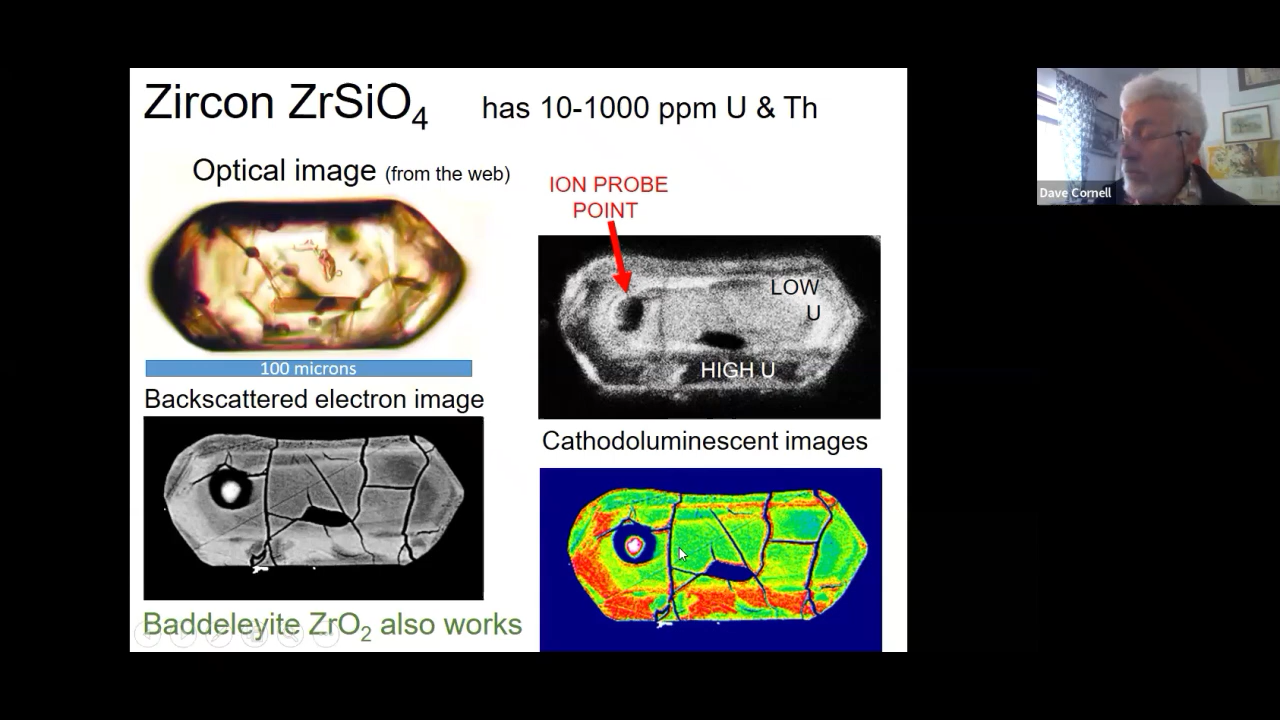 Zircon ZrSiO₄ has 10-1000 ppm U & Th
Optical image (from the web)
ION PROBE
POINT
LOW
U
HIGH U
100 microns
Backscattered electron image
Cathodoluminescent images
Baddeleyite ZrO₂ also works
Dave Cornell